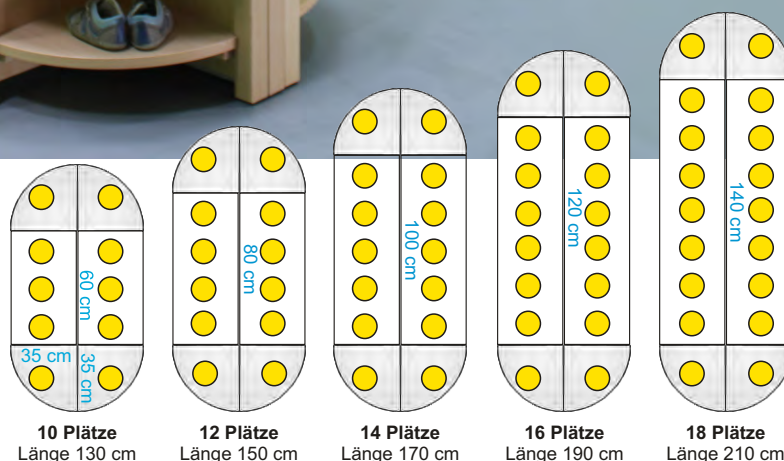 60 cm
35 cm
35 cm
80 cm
100 cm
120 cm
140 cm
10 Plätze
Länge 130 cm
12 Plätze
Länge 150 cm
14 Plätze
Länge 170 cm
16 Plätze
Länge 190 cm
18 Plätze
Länge 210 cm